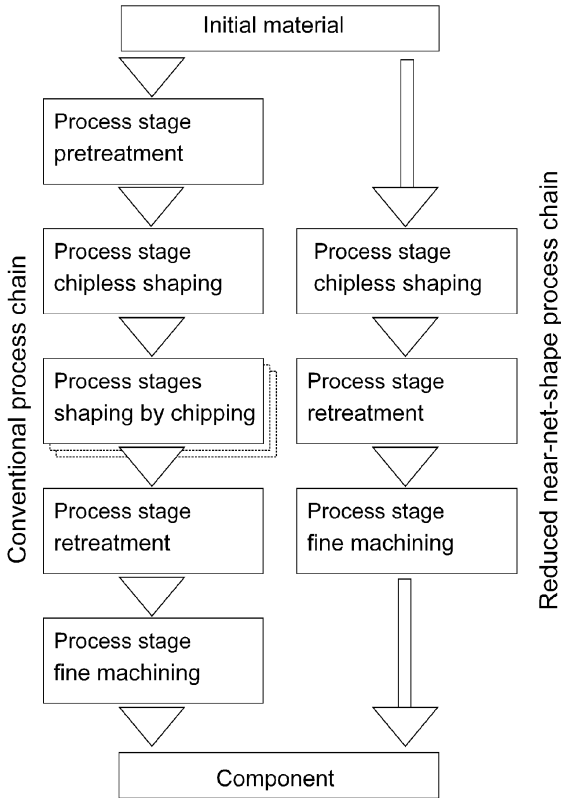 Initial material
Conventional process chain
Process stage
pretreatment
Process stage
chipless shaping
Process stages
shaping by chipping
Process stage
retreatment
Process stage
fine machining
Process stage
chipless shaping
Process stage
retreatment
Process stage
fine machining
Reduced near-net-shape process chain
Component